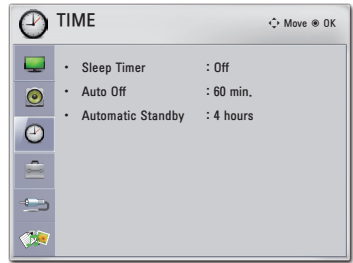 TIME
Move OK
• Sleep Timer : Off
• Auto Off : 60 min.
• Automatic Standby : 4 hours